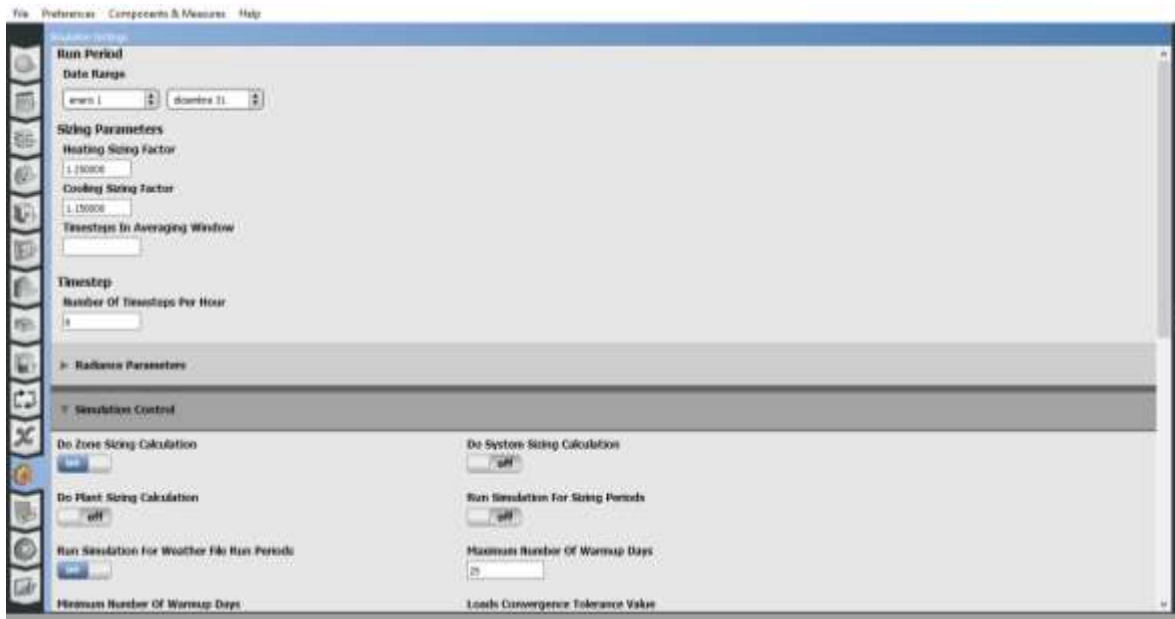 File Preferences Components & Measures Help
Simulation Settings
Run Period
Date Range
enero 1 diciembre 31
Sizing Parameters
Heating Sizing Factor
1.250000
Cooling Sizing Factor
1.150000
Timesteps In Averaging Window
Timestep
Number Of Timesteps Per Hour
Radiance Parameters
Simulation Control
Do Zone Sizing Calculation Do System Sizing Calculation
on off
Do Plant Sizing Calculation Run Simulation For Sizing Periods
off off
Run Simulation For Weather File Run Periods Maximum Number Of Warmup Days
on 25
Minimum Number Of Warmup Days Loads Convergence Tolerance Value